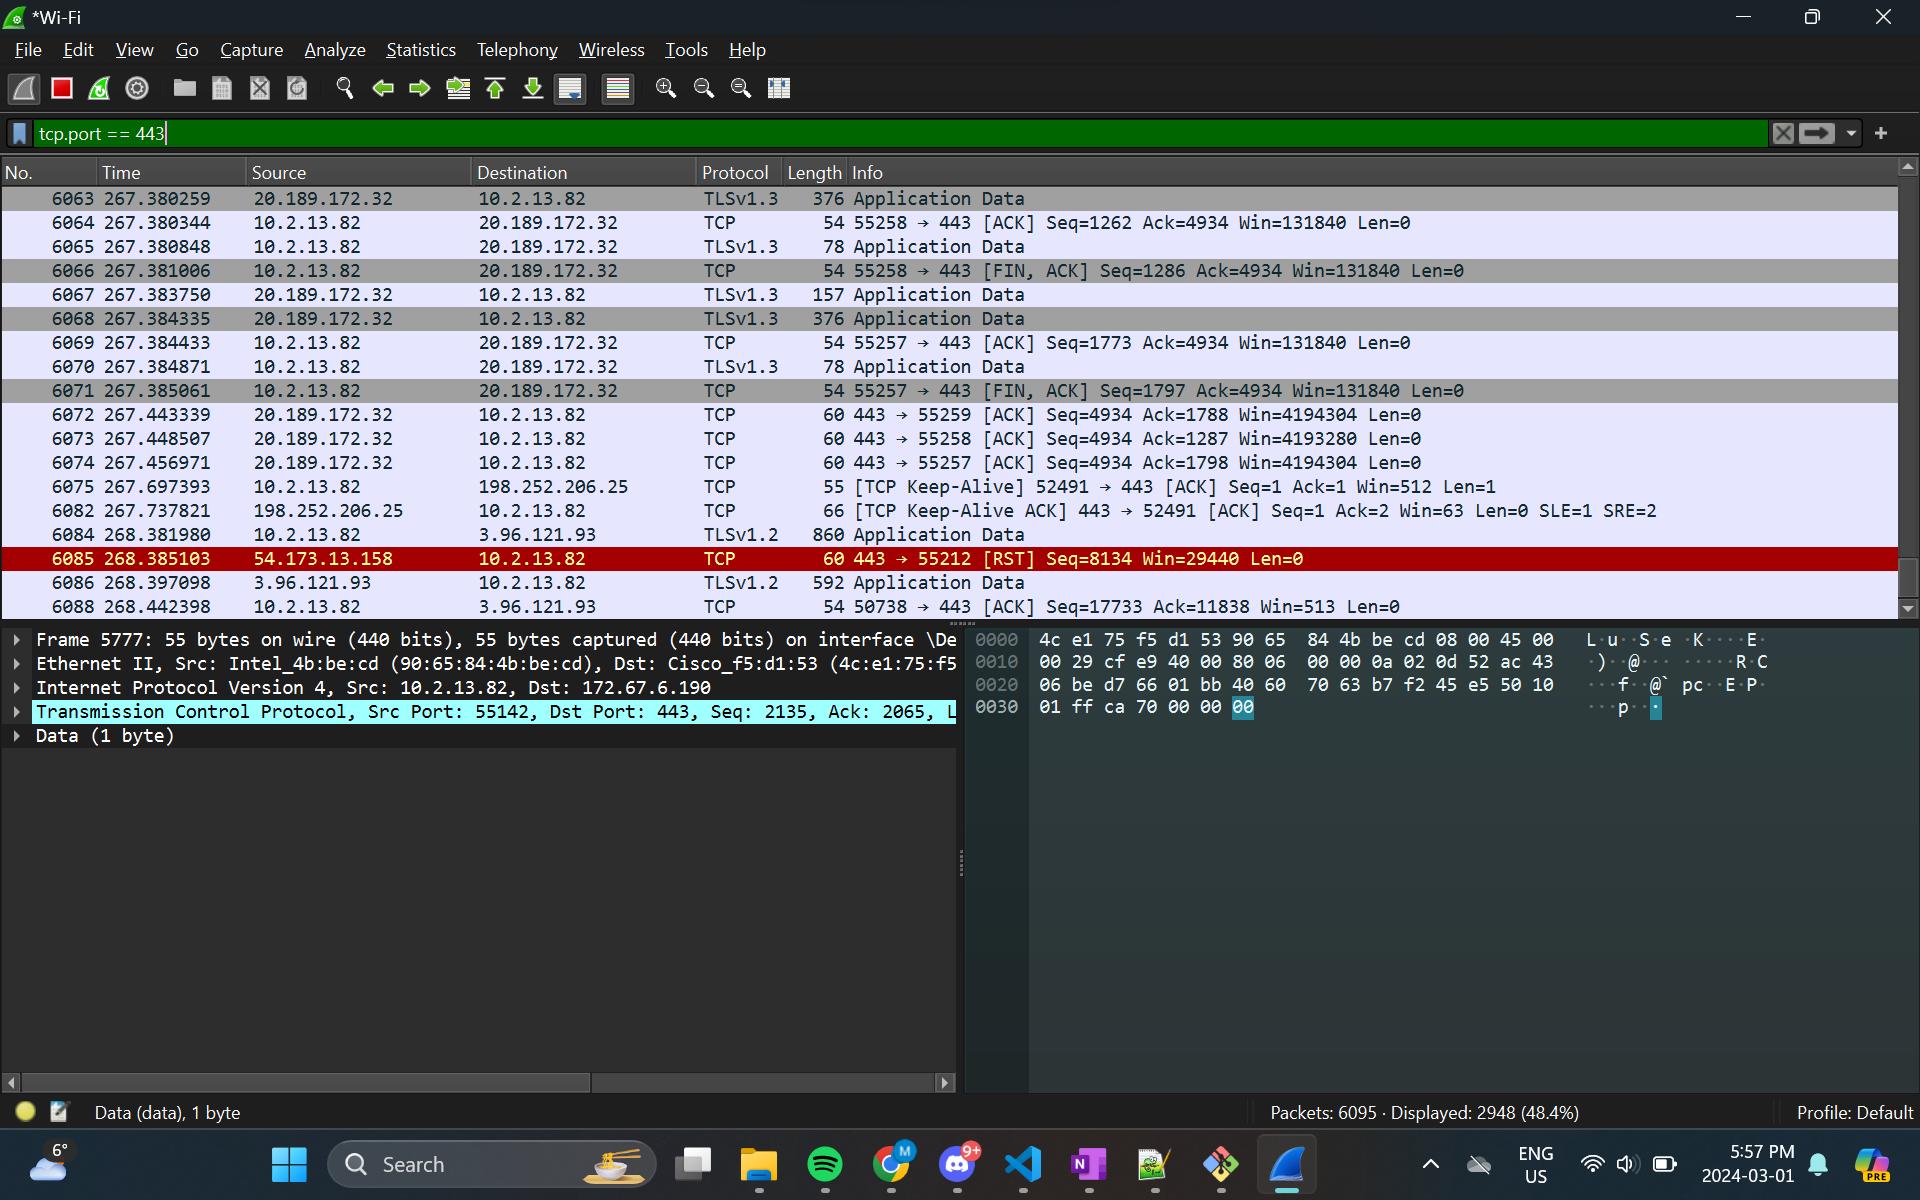 *Wi-Fi
File Edit View Go Capture Analyze Statistics Telephony Wireless Tools Help
tcp.port == 443
No. Time Source Destination Protocol Length Info
6063 267.380259 20.189.172.32 10.2.13.82 TLSv1.3 376 Application Data
6064 267.380344 10.2.13.82 20.189.172.32 TCP 54 55258 → 443 [ACK] Seq=1262 Ack=4934 Win=131840 Len=0
6065 267.380848 10.2.13.82 20.189.172.32 TLSv1.3 78 Application Data
6066 267.381006 10.2.13.82 20.189.172.32 TCP 54 55258 → 443 [FIN, ACK] Seq=1286 Ack=4934 Win=131840 Len=0
6067 267.383750 20.189.172.32 10.2.13.82 TLSv1.3 157 Application Data
6068 267.384335 20.189.172.32 10.2.13.82 TLSv1.3 376 Application Data
6069 267.384433 10.2.13.82 20.189.172.32 TCP 54 55257 → 443 [ACK] Seq=1773 Ack=4934 Win=131840 Len=0
6070 267.384871 10.2.13.82 20.189.172.32 TLSv1.3 78 Application Data
6071 267.385061 10.2.13.82 20.189.172.32 TCP 54 55257 → 443 [FIN, ACK] Seq=1797 Ack=4934 Win=131840 Len=0
6072 267.443339 20.189.172.32 10.2.13.82 TCP 60 443 → 55259 [ACK] Seq=4934 Ack=1788 Win=4194304 Len=0
6073 267.448507 20.189.172.32 10.2.13.82 TCP 60 443 → 55258 [ACK] Seq=4934 Ack=1287 Win=4193280 Len=0
6074 267.456971 20.189.172.32 10.2.13.82 TCP 60 443 → 55257 [ACK] Seq=4934 Ack=1798 Win=4194304 Len=0
6075 267.697393 10.2.13.82 198.252.206.25 TCP 55 [TCP Keep-Alive] 52491 → 443 [ACK] Seq=1 Ack=1 Win=512 Len=1
6082 267.737821 198.252.206.25 10.2.13.82 TCP 66 [TCP Keep-Alive ACK] 443 → 52491 [ACK] Seq=1 Ack=2 Win=63 Len=0 SLE=1 SRE=2
6084 268.381980 10.2.13.82 3.96.121.93 TLSv1.2 860 Application Data
6085 268.385103 54.173.13.158 10.2.13.82 TCP 60 443 → 55212 [RST] Seq=8134 Win=29440 Len=0
6086 268.397098 3.96.121.93 10.2.13.82 TLSv1.2 592 Application Data
6088 268.442398 10.2.13.82 3.96.121.93 TCP 54 50738 → 443 [ACK] Seq=17733 Ack=11838 Win=513 Len=0
Frame 5777: 55 bytes on wire (440 bits), 55 bytes captured (440 bits) on interface \De
Ethernet II, Src: Intel_4b:be:cd (90:65:84:4b:be:cd), Dst: Cisco_f5:d1:53 (4c:e1:75:f5
Internet Protocol Version 4, Src: 10.2.13.82, Dst: 172.67.6.190
Transmission Control Protocol, Src Port: 55142, Dst Port: 443, Seq: 2135, Ack: 2065, L
Data (1 byte)
0000 4c e1 75 f5 d1 53 90 65 84 4b be cd 08 00 45 00 L·u··S·e ·K····E·
0010 00 29 cf e9 40 00 80 06 00 00 0a 02 0d 52 ac 43 ·)··@··· ·····R·C
0020 06 be d7 66 01 bb 40 60 70 63 b7 f2 45 e5 50 10 ···f··@` pc··E·P·
0030 01 ff ca 70 00 00 00 ···p···
Data (data), 1 byte
Packets: 6095 · Displayed: 2948 (48.4%)
Profile: Default
6°
Search
M
9+
N
ENG
US
5:57 PM
2024-03-01
PRE